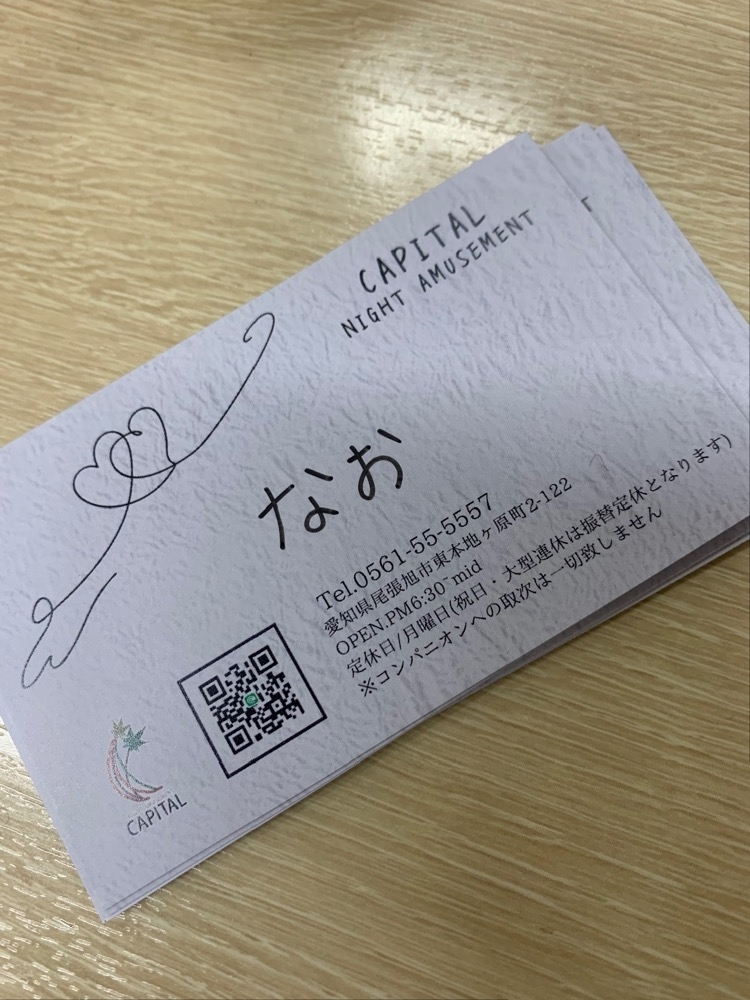 CAPITAL
NIGHT AMUSEMENT
なお
Tel.0561-55-5557
愛知県尾張旭市東本地ヶ原町2-122
OPEN.PM6:30~mid
定休日/月曜日(祝日・大型連休は振替定休となります)
※コンパニオンへの取次は一切致しません
CAPITAL
T